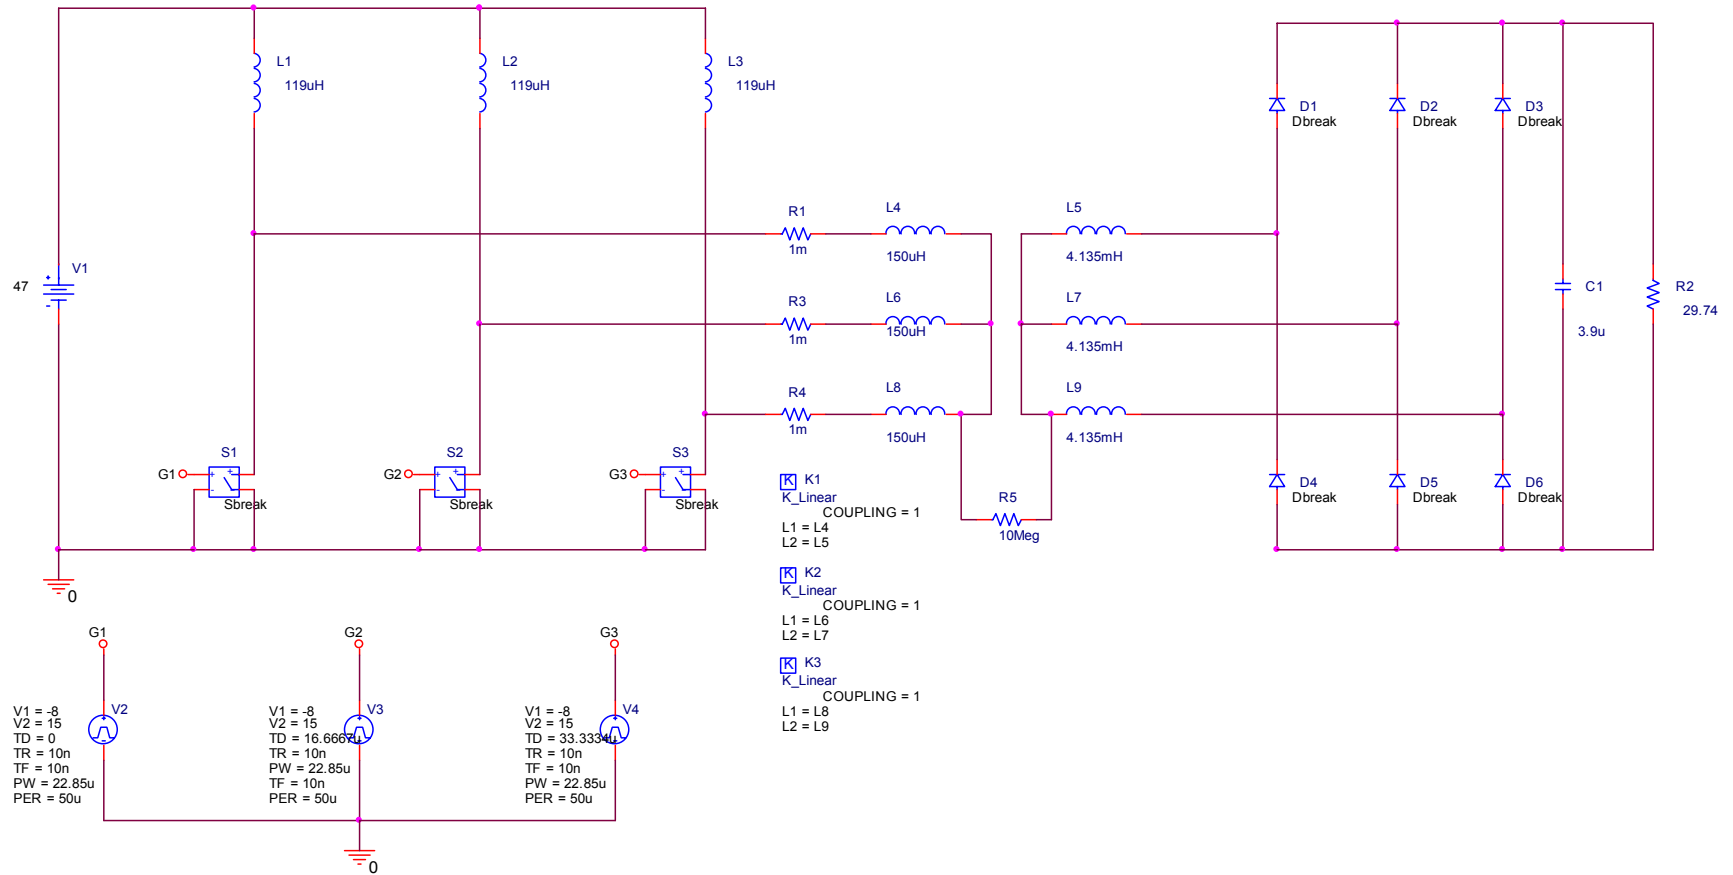 L1
119uH
L2
119uH
L3
119uH
D1
Dbreak
D2
Dbreak
D3
Dbreak
R1
1m
L4
150uH
L5
4.135mH
47
+
V1
-
R3
1m
L6
150uH
L7
4.135mH
C1
3.9u
R2
29.74
R4
1m
L8
150uH
L9
4.135mH
G1
S1
+ +
- -
Sbreak
G2
S2
+ +
- -
Sbreak
G3
S3
+ +
- -
Sbreak
K K1
K_Linear
COUPLING = 1
L1 = L4
L2 = L5
R5
10Meg
D4
Dbreak
D5
Dbreak
D6
Dbreak
0
K K2
K_Linear
COUPLING = 1
L1 = L6
L2 = L7
K K3
K_Linear
COUPLING = 1
L1 = L8
L2 = L9
G1
V2
V1 = -8
V2 = 15
TD = 0
TR = 10n
TF = 10n
PW = 22.85u
PER = 50u
G2
V3
V1 = -8
V2 = 15
TD = 16.6667u
TR = 10n
PW = 22.85u
TF = 10n
PER = 50u
G3
V4
V1 = -8
V2 = 15
TD = 33.3334u
TR = 10n
TF = 10n
PW = 22.85u
PER = 50u
0